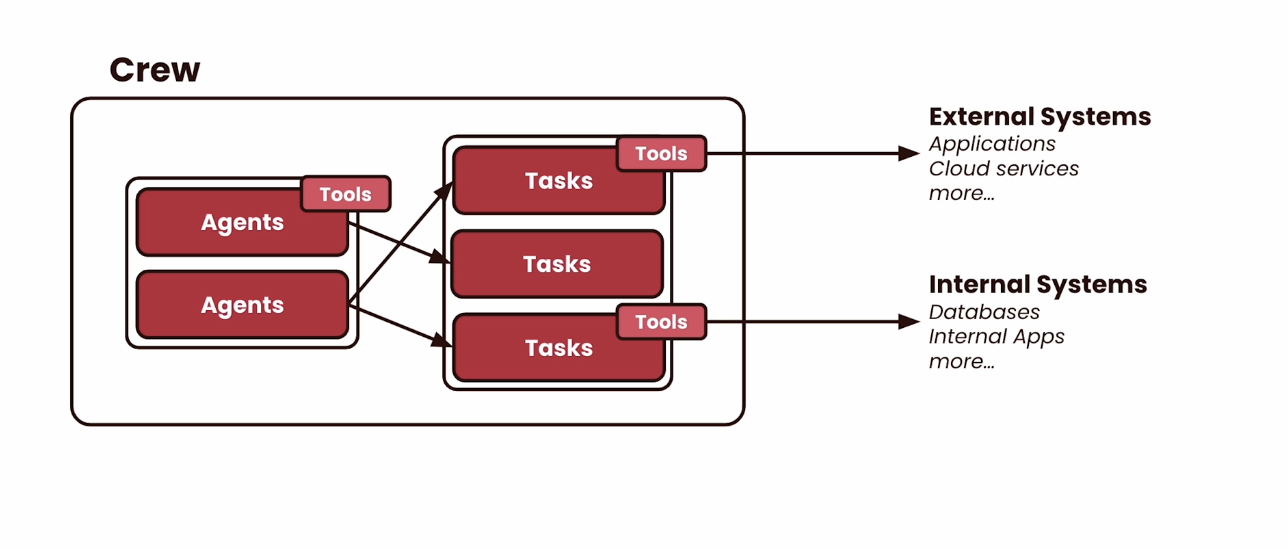 Crew
Tools
Agents
Agents
Tools
Tasks
Tasks
Tools
Tasks
External Systems
Applications
Cloud services
more...
Internal Systems
Databases
Internal Apps
more...